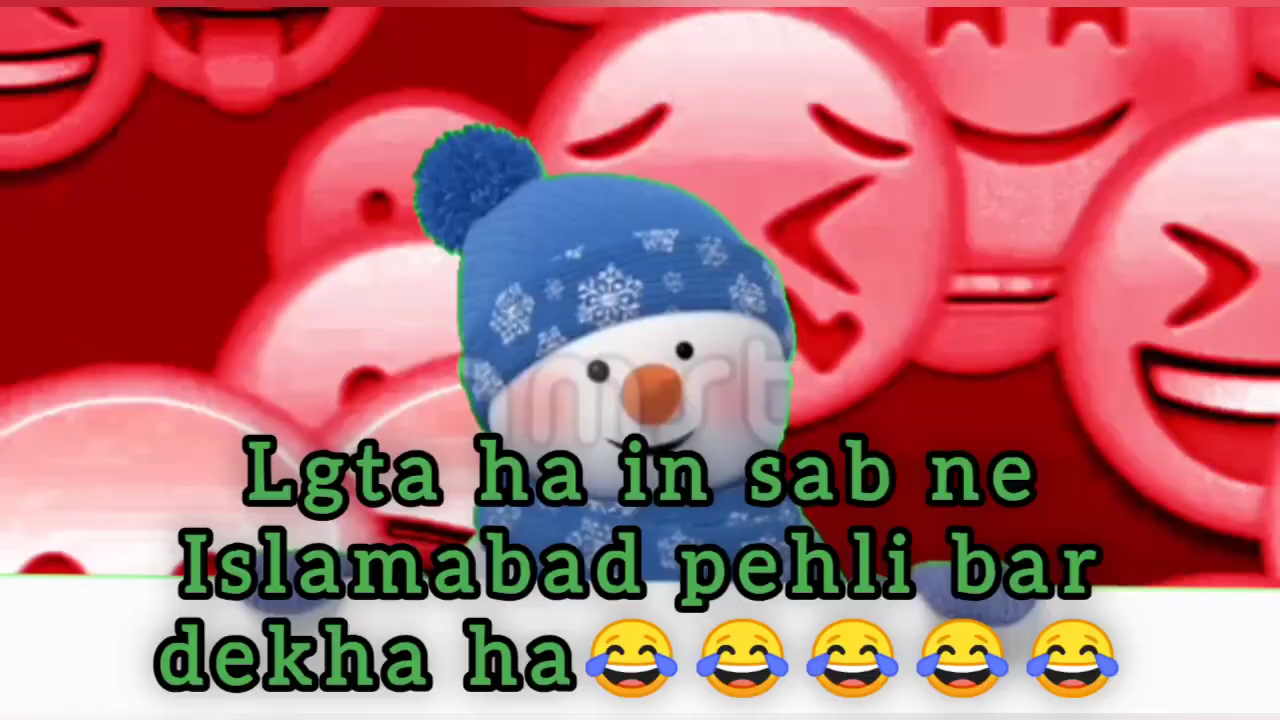 Lgta ha in sab ne
Islamabad pehli bar
dekha ha😂😂😂😂😂